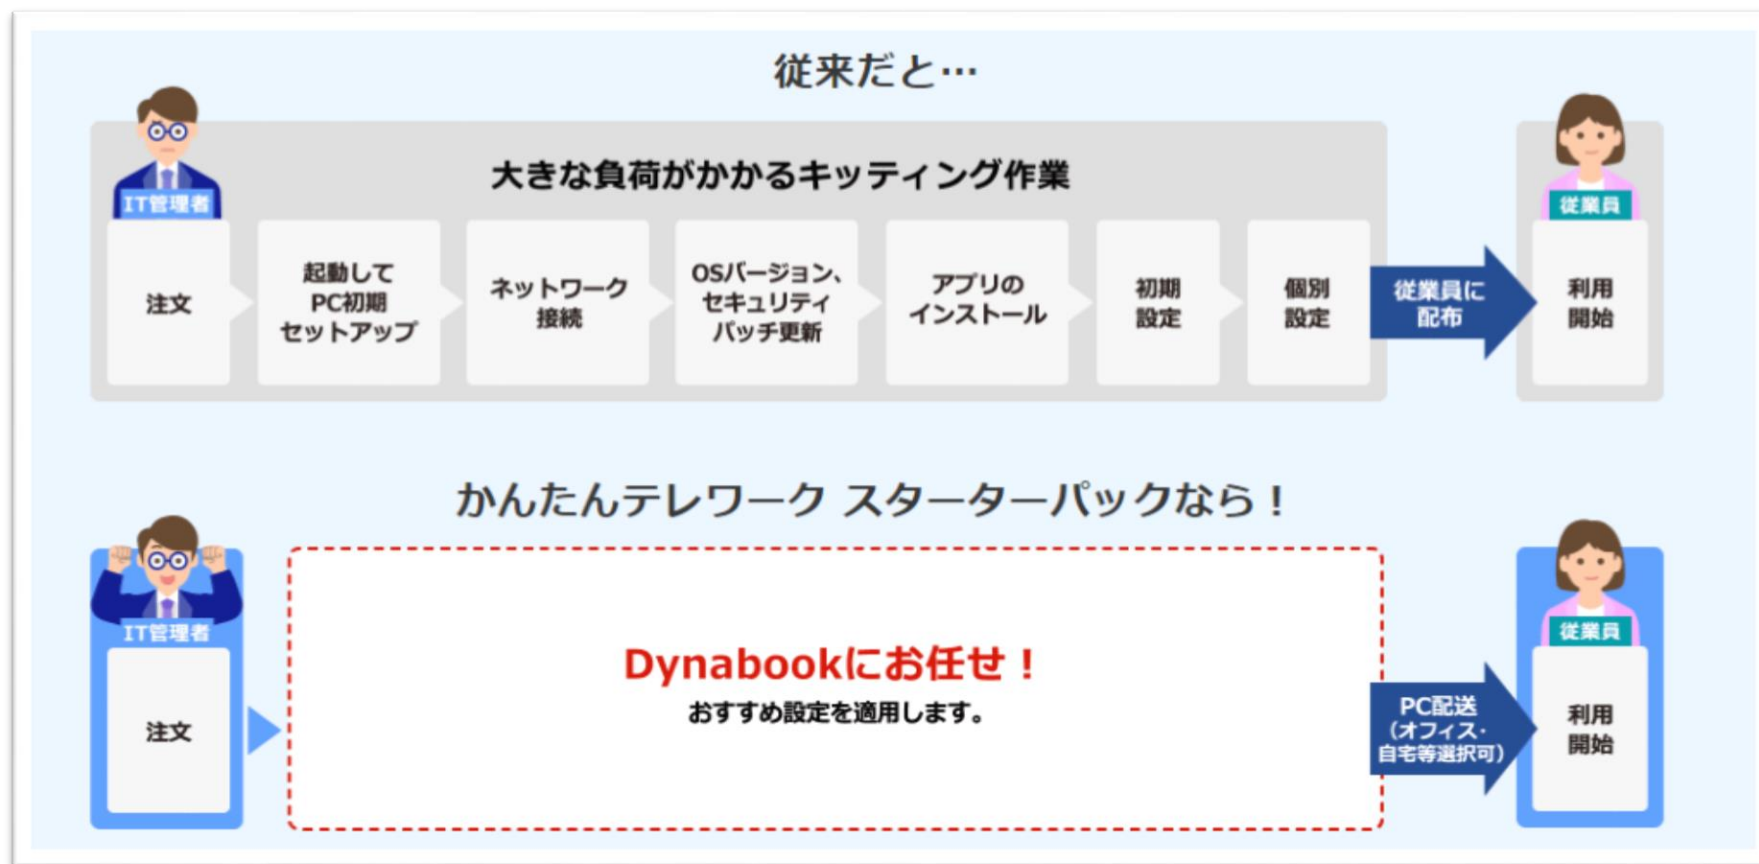 従来だと…
大きな負荷がかかるキッティング作業
IT管理者
従業員
注文
起動して
PC初期
セットアップ
ネットワーク
接続
OSバージョン、
セキュリティ
パッチ更新
アプリの
インストール
初期
設定
個別
設定
従業員に
配布
利用
開始
かんたんテレワーク スターターパックなら！
IT管理者
従業員
注文
Dynabookにお任せ！
おすすめ設定を適用します。
PC配送
（オフィス・
自宅等選択可）
利用
開始